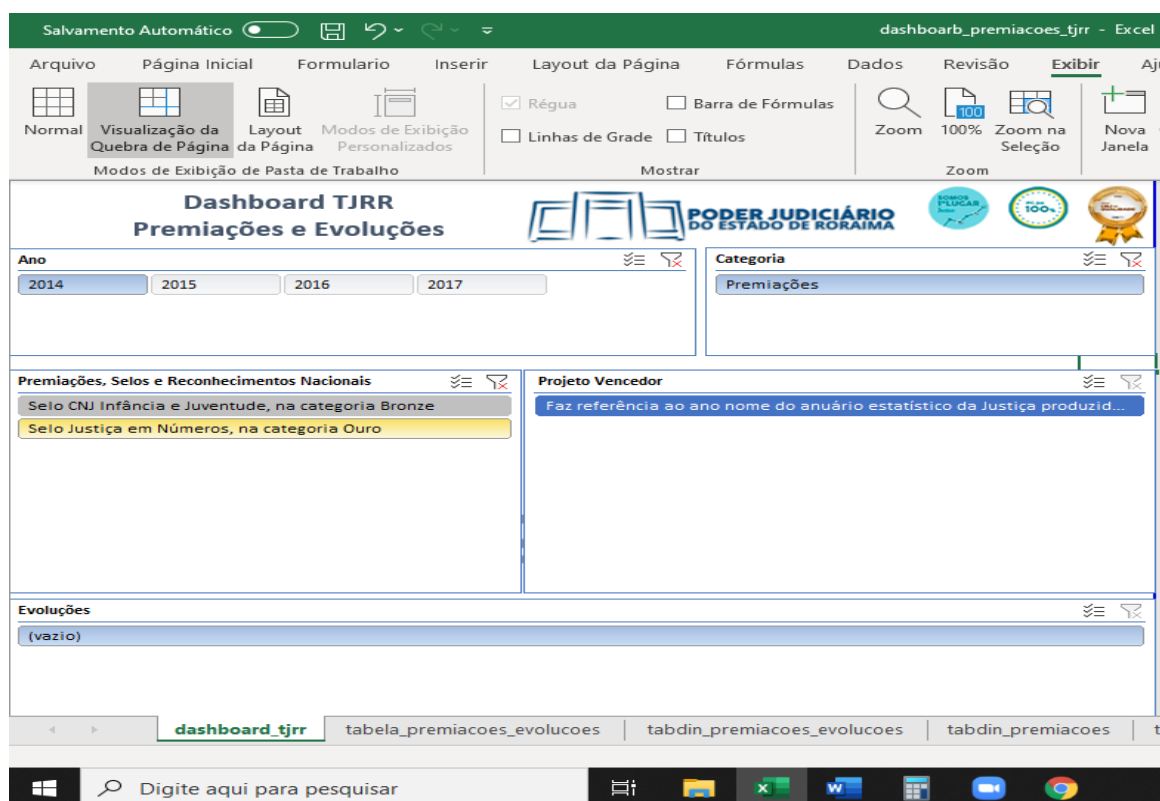 Salvamento Automático
dashboarb_premiacoes_tjrr - Excel
Arquivo Página Inicial Formulario Inserir Layout da Página Fórmulas Dados Revisão Exibir Aj
Régua Barra de Fórmulas
Linhas de Grade Títulos
Normal Visualização da Quebra de Página Layout da Página Modos de Exibição Personalizados
Zoom 100% Zoom na Seleção Nova Janela
100
Modos de Exibição de Pasta de Trabalho Mostrar Zoom
Dashboard TJRR
Premiações e Evoluções
PODER JUDICIÁRIO
DO ESTADO DE RORAIMA
SOMOS
1ºLUGAR
100%
Ano
2014 2015 2016 2017
Categoria
Premiações
Premiações, Selos e Reconhecimentos Nacionais
Selo CNJ Infância e Juventude, na categoria Bronze
Selo Justiça em Números, na categoria Ouro
Projeto Vencedor
Faz referência ao ano nome do anuário estatístico da Justiça produzid...
Evoluções
(vazio)
dashboard_tjrr tabela_premiacoes_evolucoes tabdin_premiacoes_evolucoes tabdin_premiacoes t
Digite aqui para pesquisar